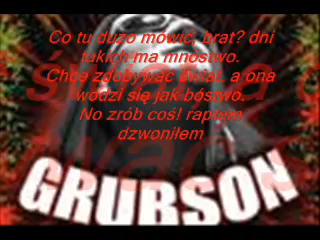 Co tu dużo mówić, brat? dni
takich ma mnóstwo.
Chce zdobywać świat, a ona
wodzi się jak bóstwo.
No zrób coś! raptem
dzwoniłem
GRUBSON